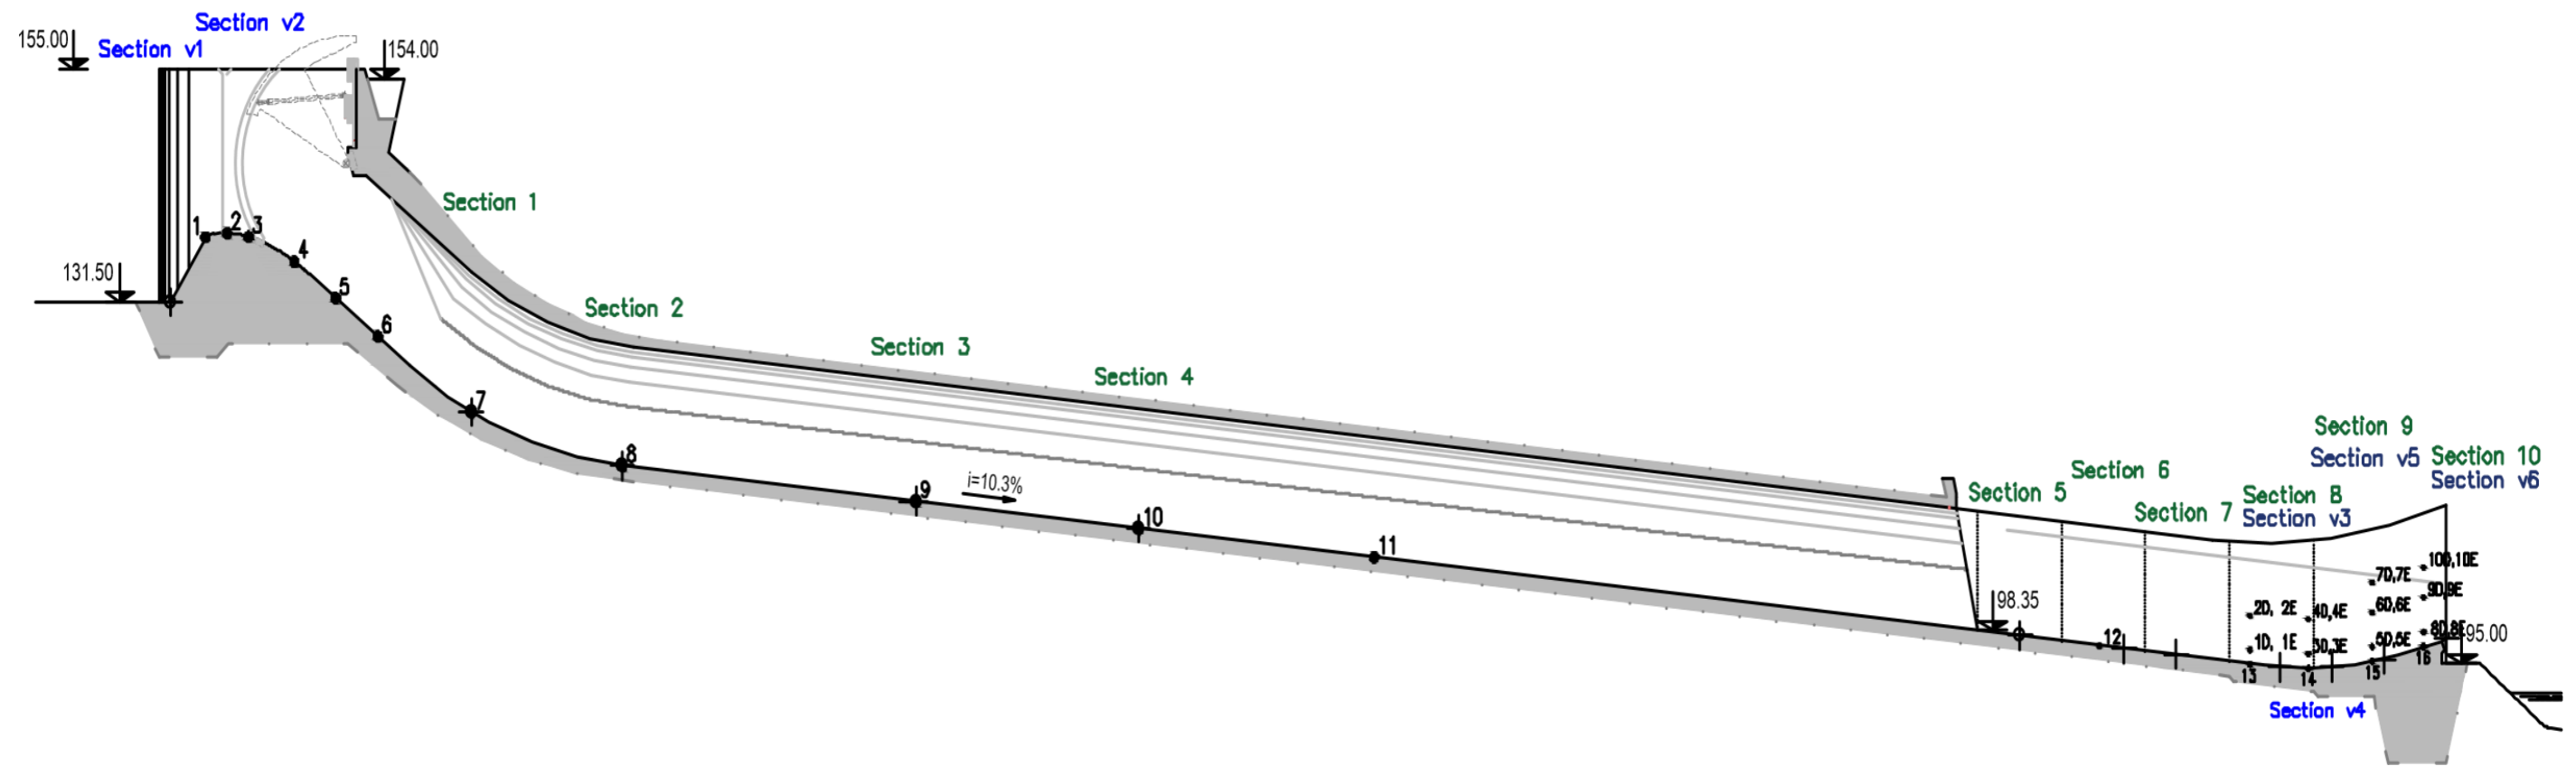 Section v2
155.00
Section v1
154.00
Section 1
1
2
3
4
131.50
5
6
Section 2
Section 3
Section 4
7
8
9
i=10.3%
10
11
Section 9
Section v5
Section 10
Section v6
Section 6
Section 5
Section 8
Section 7
Section v3
98.35
12
7D,7E
10D,10E
2D, 2E
4D,4E
6D,6E
9D,9E
1D, 1E
3D,3E
5D,5E
8D,8E
95.00
13
14
15
16
Section v4